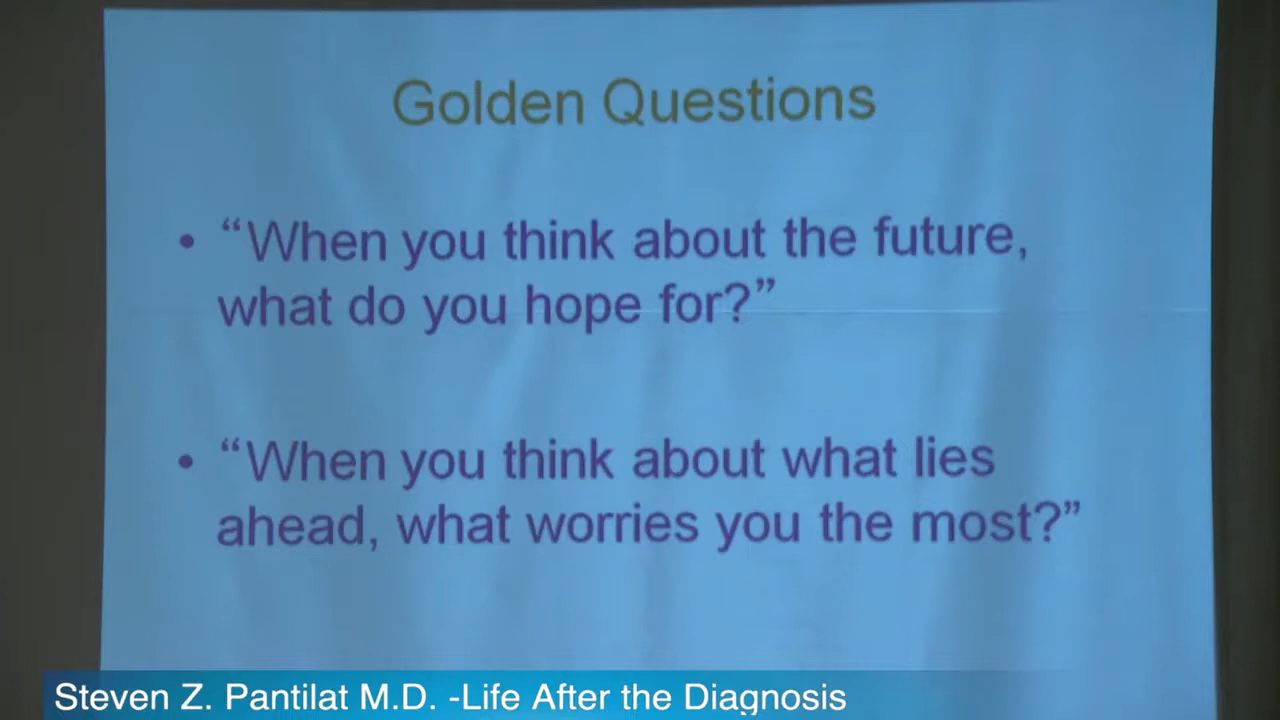 Golden Questions
• “When you think about the future,
what do you hope for?”
• “When you think about what lies
ahead, what worries you the most?”
Steven Z. Pantilat M.D. -Life After the Diagnosis